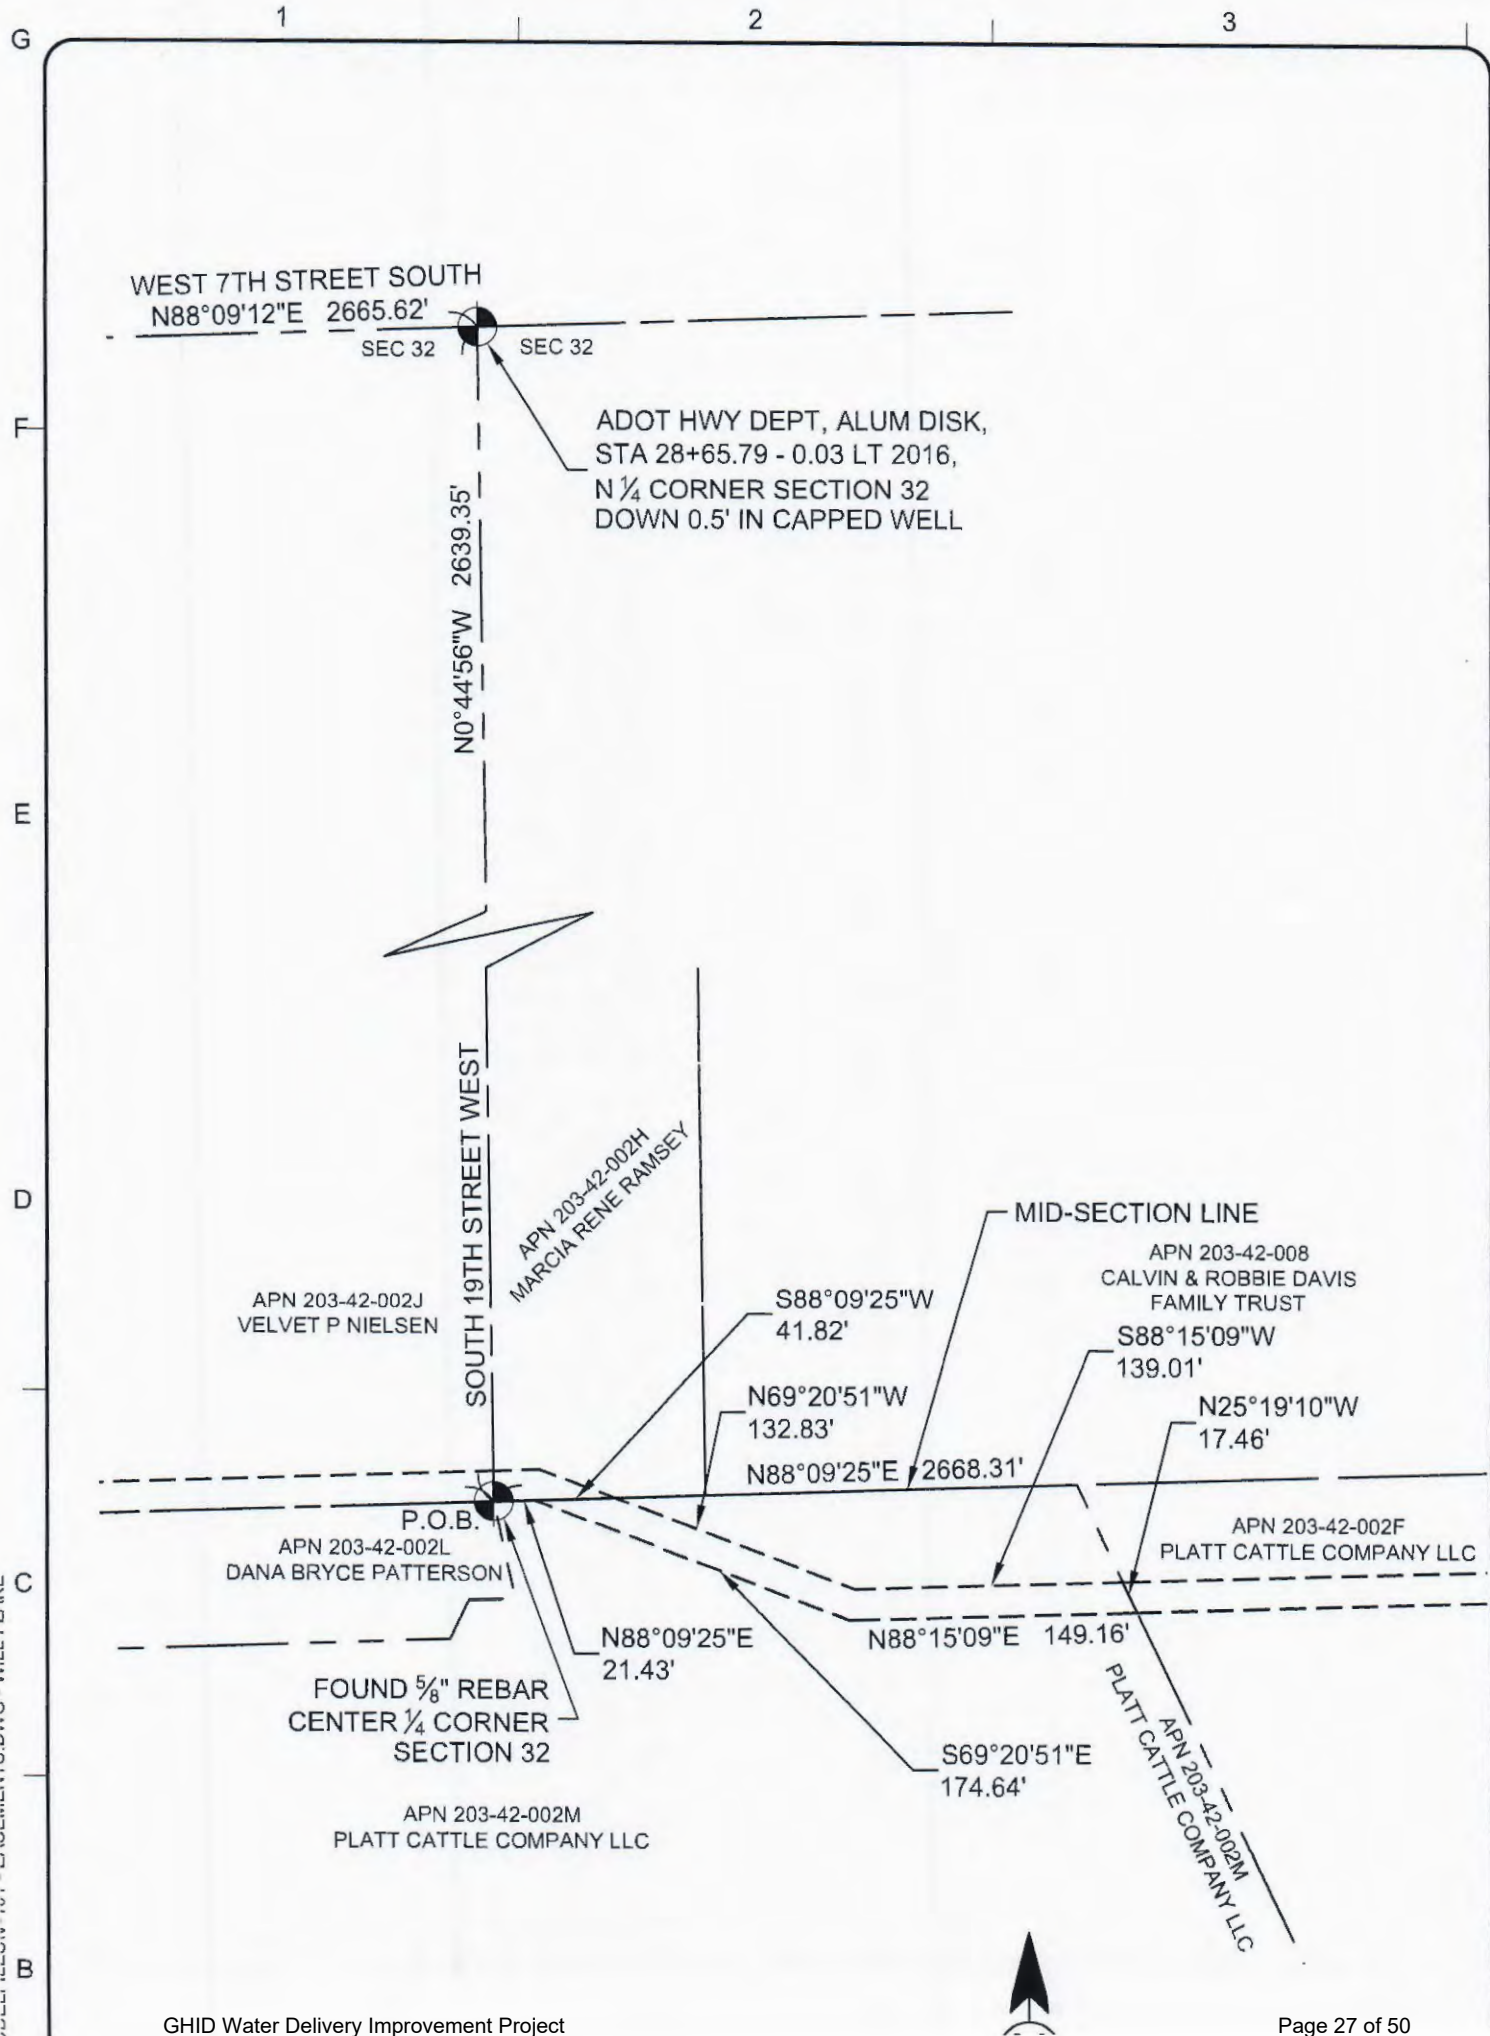 1
2
3
G
WEST 7TH STREET SOUTH
N88°09'12"E 2665.62'
SEC 32
SEC 32
F
ADOT HWY DEPT, ALUM DISK,
STA 28+65.79 - 0.03 LT 2016,
N ¼ CORNER SECTION 32
DOWN 0.5' IN CAPPED WELL
N0°44'56"W 2639.35'
E
SOUTH 19TH STREET WEST
APN 203-42-002H
MARCIA RENE RAMSEY
D
MID-SECTION LINE
APN 203-42-008
CALVIN & ROBBIE DAVIS
FAMILY TRUST
APN 203-42-002J
VELVET P NIELSEN
S88°09'25"W
41.82'
S88°15'09"W
139.01'
N69°20'51"W
132.83'
N25°19'10"W
17.46'
N88°09'25"E 2668.31'
P.O.B.
APN 203-42-002L
DANA BRYCE PATTERSON
APN 203-42-002F
PLATT CATTLE COMPANY LLC
C
N88°09'25"E
21.43'
N88°15'09"E 149.16'
FOUND ⅝" REBAR
CENTER ¼ CORNER
SECTION 32
S69°20'51"E
174.64'
APN 203-42-002M
PLATT CATTLE COMPANY LLC
APN 203-42-002M
PLATT CATTLE COMPANY LLC
B
GHID Water Delivery Improvement Project
Page 27 of 50